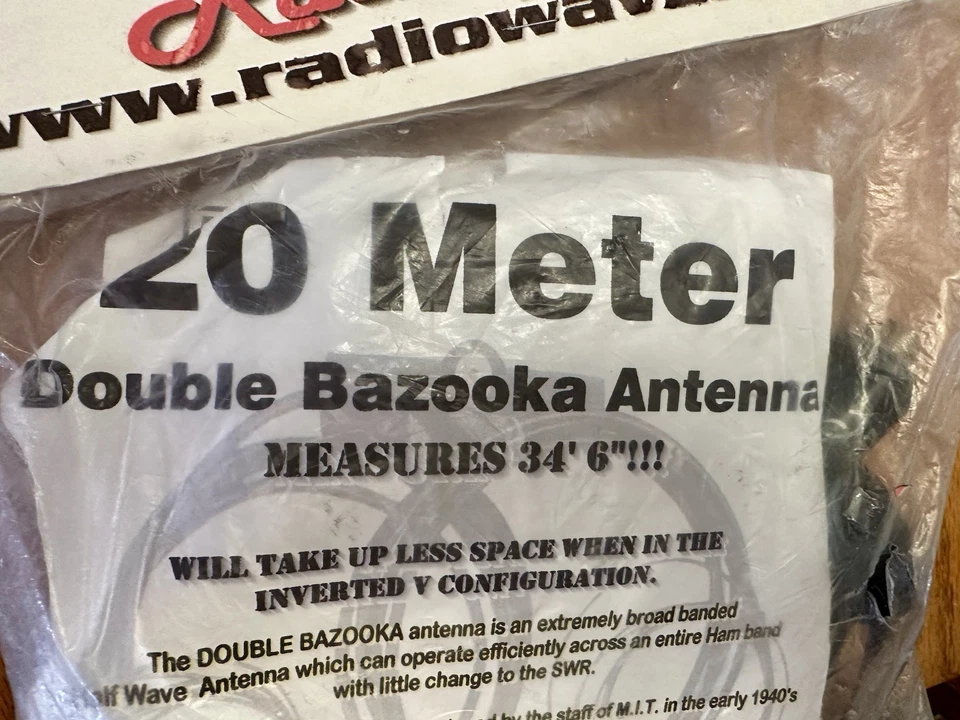 www.radiowav
20 Meter
Double Bazooka Antenna
MEASURES 34' 6"!!!
WILL TAKE UP LESS SPACE WHEN IN THE
INVERTED V CONFIGURATION.
The DOUBLE BAZOOKA antenna is an extremely broad banded
Half Wave Antenna which can operate efficiently across an entire Ham band
with little change to the SWR.
by the staff of M.I.T. in the early 1940's